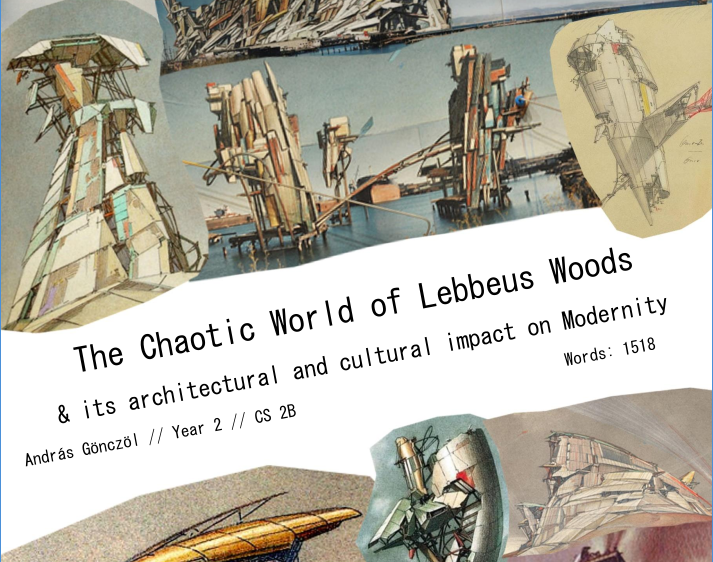 The Chaotic World of Lebbeus Woods
& its architectural and cultural impact on Modernity
Words: 1518
András Gönczöl // Year 2 // CS 2B